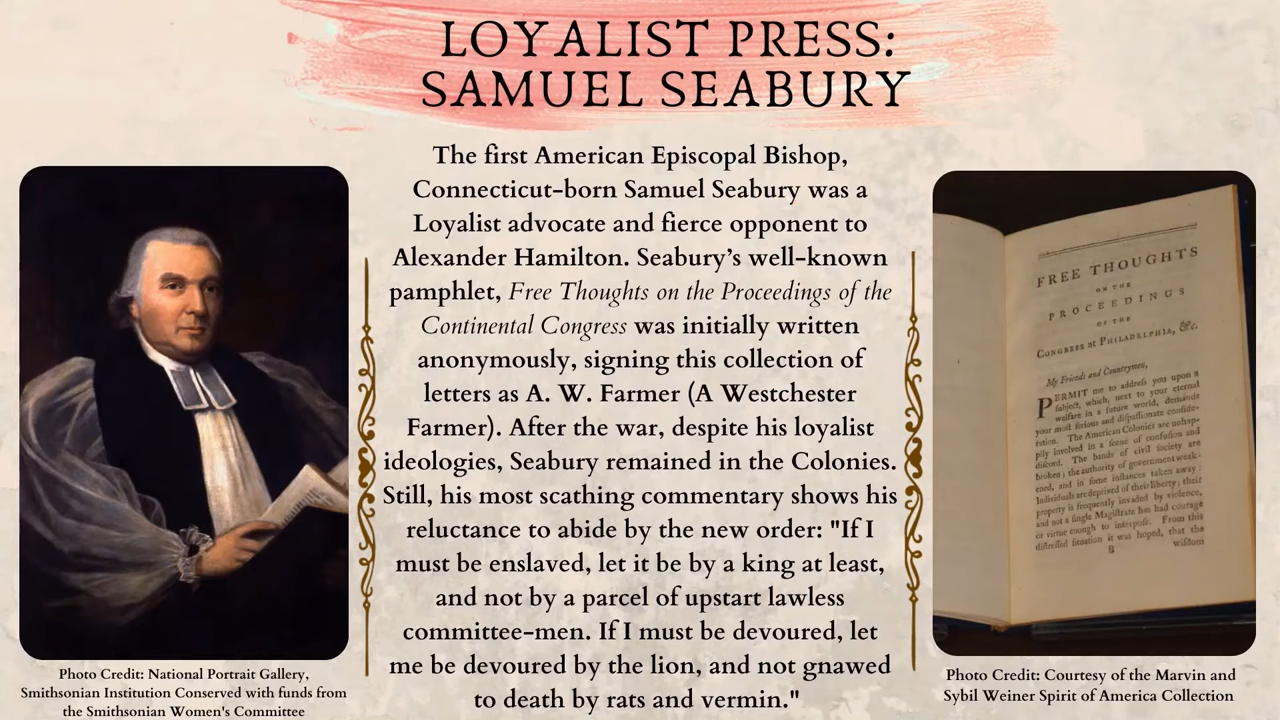 LOYALIST PRESS:
SAMUEL SEABURY
The first American Episcopal Bishop,
Connecticut-born Samuel Seabury was a
Loyalist advocate and fierce opponent to
Alexander Hamilton. Seabury's well-known
pamphlet, Free Thoughts on the Proceedings of the
Continental Congress was initially written
anonymously, signing this collection of
letters as A. W. Farmer (A Westchester
Farmer). After the war, despite his loyalist
ideologies, Seabury remained in the Colonies.
Still, his most scathing commentary shows his
reluctance to abide by the new order: "If I
must be enslaved, let it be by a king at least,
and not by a parcel of upstart lawless
committee-men. If I must be devoured, let
me be devoured by the lion, and not gnawed
to death by rats and vermin."
Photo Credit: National Portrait Gallery,
Smithsonian Institution Conserved with funds from
the Smithsonian Women's Committee
FREE THOUGHTS
ON THE
PROCEEDINGS
OF THE
CONGRESS at PHILADELPHIA, &c.
My Friends and Countrymen,
PERMIT me to address you upon a
subject, which, next to your eternal
welfare in a future world, demands
your most serious and dispassionate conside-
ration. The American Colonies are unhap-
pily involved in a scene of confusion and
discord. The bands of civil society are
broken; the authority of government weak-
ened, and in some instances taken away:
Individuals are deprived of their liberty; their
property is frequently invaded by violence,
and not a single Magistrate has had courage
or virtue enough to interpose. From this
distressed situation it was hoped, that the
B wisdom
Photo Credit: Courtesy of the Marvin and
Sybil Weiner Spirit of America Collection